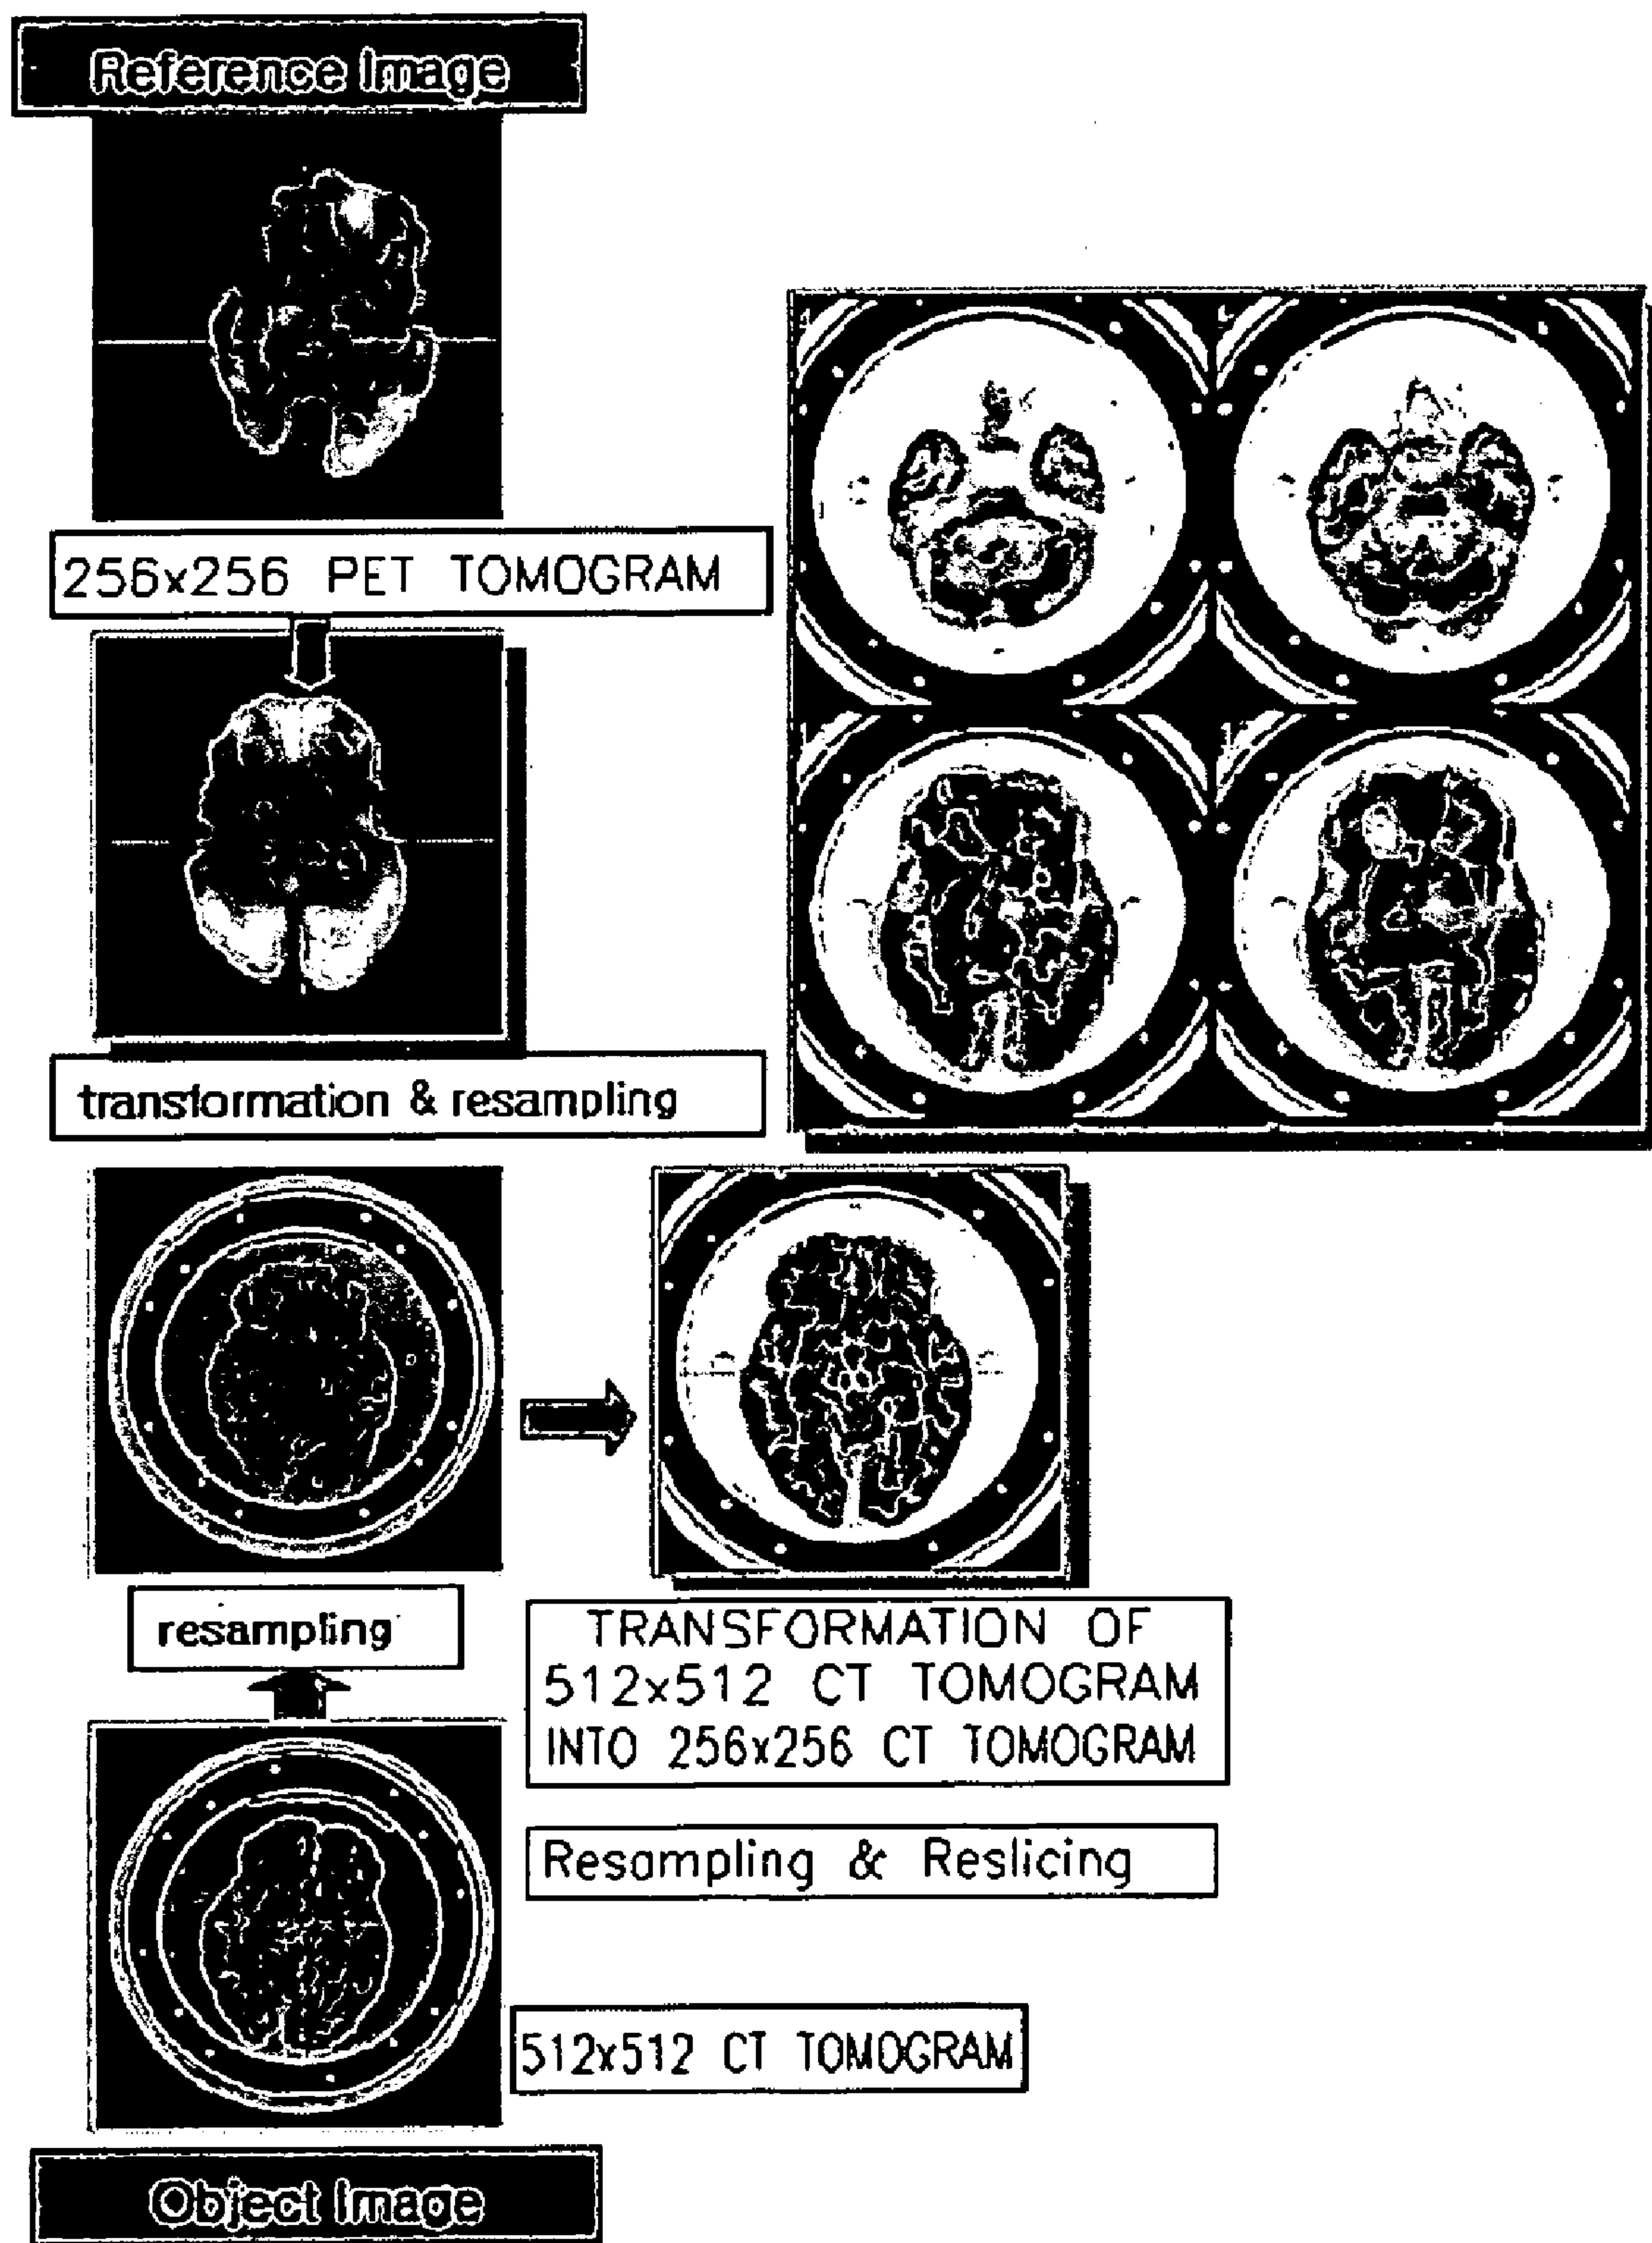 Reference Image
256x256 PET TOMOGRAM
transformation & resampling
resampling
TRANSFORMATION OF
512x512 CT TOMOGRAM
INTO 256x256 CT TOMOGRAM
Resampling & Reslicing
512x512 CT TOMOGRAM
Object Image